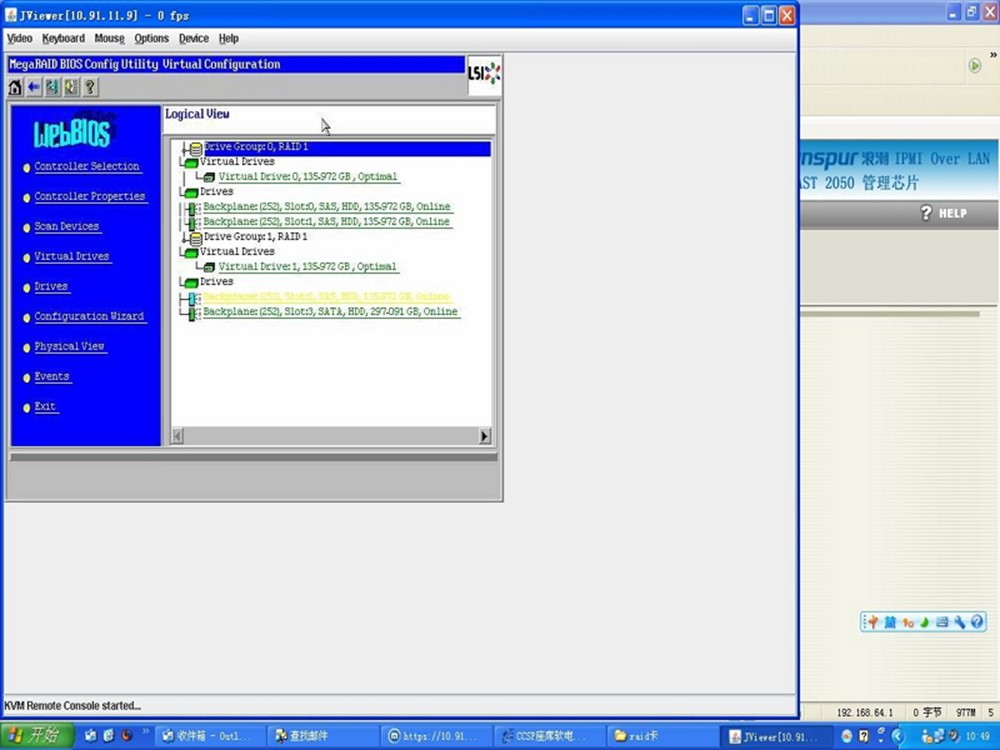 JViewer[10.91.11.9] - 0 fps
Video Keyboard Mouse Options Device Help
MegaRAID BIOS Config Utility Virtual Configuration
LSI
WebBIOS
Controller Selection
Controller Properties
Scan Devices
Virtual Drives
Drives
Configuration Wizard
Physical View
Events
Exit
Logical View
Drive Group:0, RAID 1
Virtual Drives
Virtual Drive: 0, 135.972 GB, Optimal
Drives
Backplane:(252), Slot:0, SAS, HDD, 135.972 GB, Online
Backplane:(252), Slot:1, SAS, HDD, 135.972 GB, Online
Drive Group:1, RAID 1
Virtual Drives
Virtual Drive: 1, 135.972 GB, Optimal
Drives
Backplane:(252), Slot:2, SAS, HDD, 135.972 GB, Online
Backplane:(252), Slot:3, SATA, HDD, 297.091 GB, Online
KVM Remote Console started...
nspur 浪潮 IPMI Over LAN
AST 2050 管理芯片
? HELP
192.168.64.1 0 字节 977M 5
开始 收件箱 - Outl... 查找邮件 https://10.91... CCSP座席软电... raid卡 JViewer[10.91... 10:49